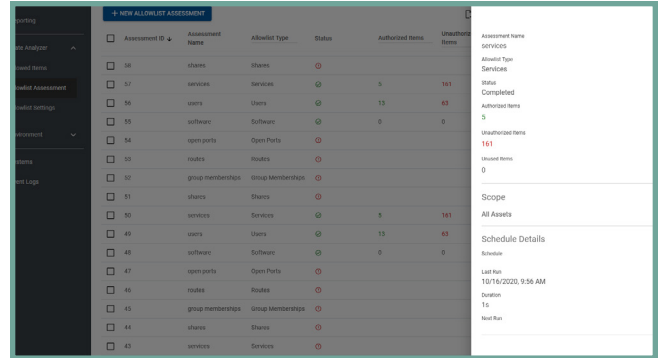 eporting
ate Analyzer
lowed Items
lowlist Assessment
lowlist Settings
vironment
ystems
ent Logs
+ NEW ALLOWLIST ASSESSMENT
Assessment ID ↓ Assessment Name Allowlist Type Status Authorized Items Unauthoriz Items
58 shares Shares
57 services Services 5 161
56 users Users 13 63
55 software Software 0 0
54 open ports Open Ports
53 routes Routes
52 group memberships Group Memberships
51 shares Shares
50 services Services 5 161
49 users Users 13 63
48 software Software 0 0
47 open ports Open Ports
46 routes Routes
45 group memberships Group Memberships
44 shares Shares
43 services Services
Assessment Name
services
Allowlist Type
Services
Status
Completed
Authorized Items
5
Unauthorized Items
161
Unused Items
0
Scope
All Assets
Schedule Details
Schedule
Last Run
10/16/2020, 9:56 AM
Duration
1s
Next Run